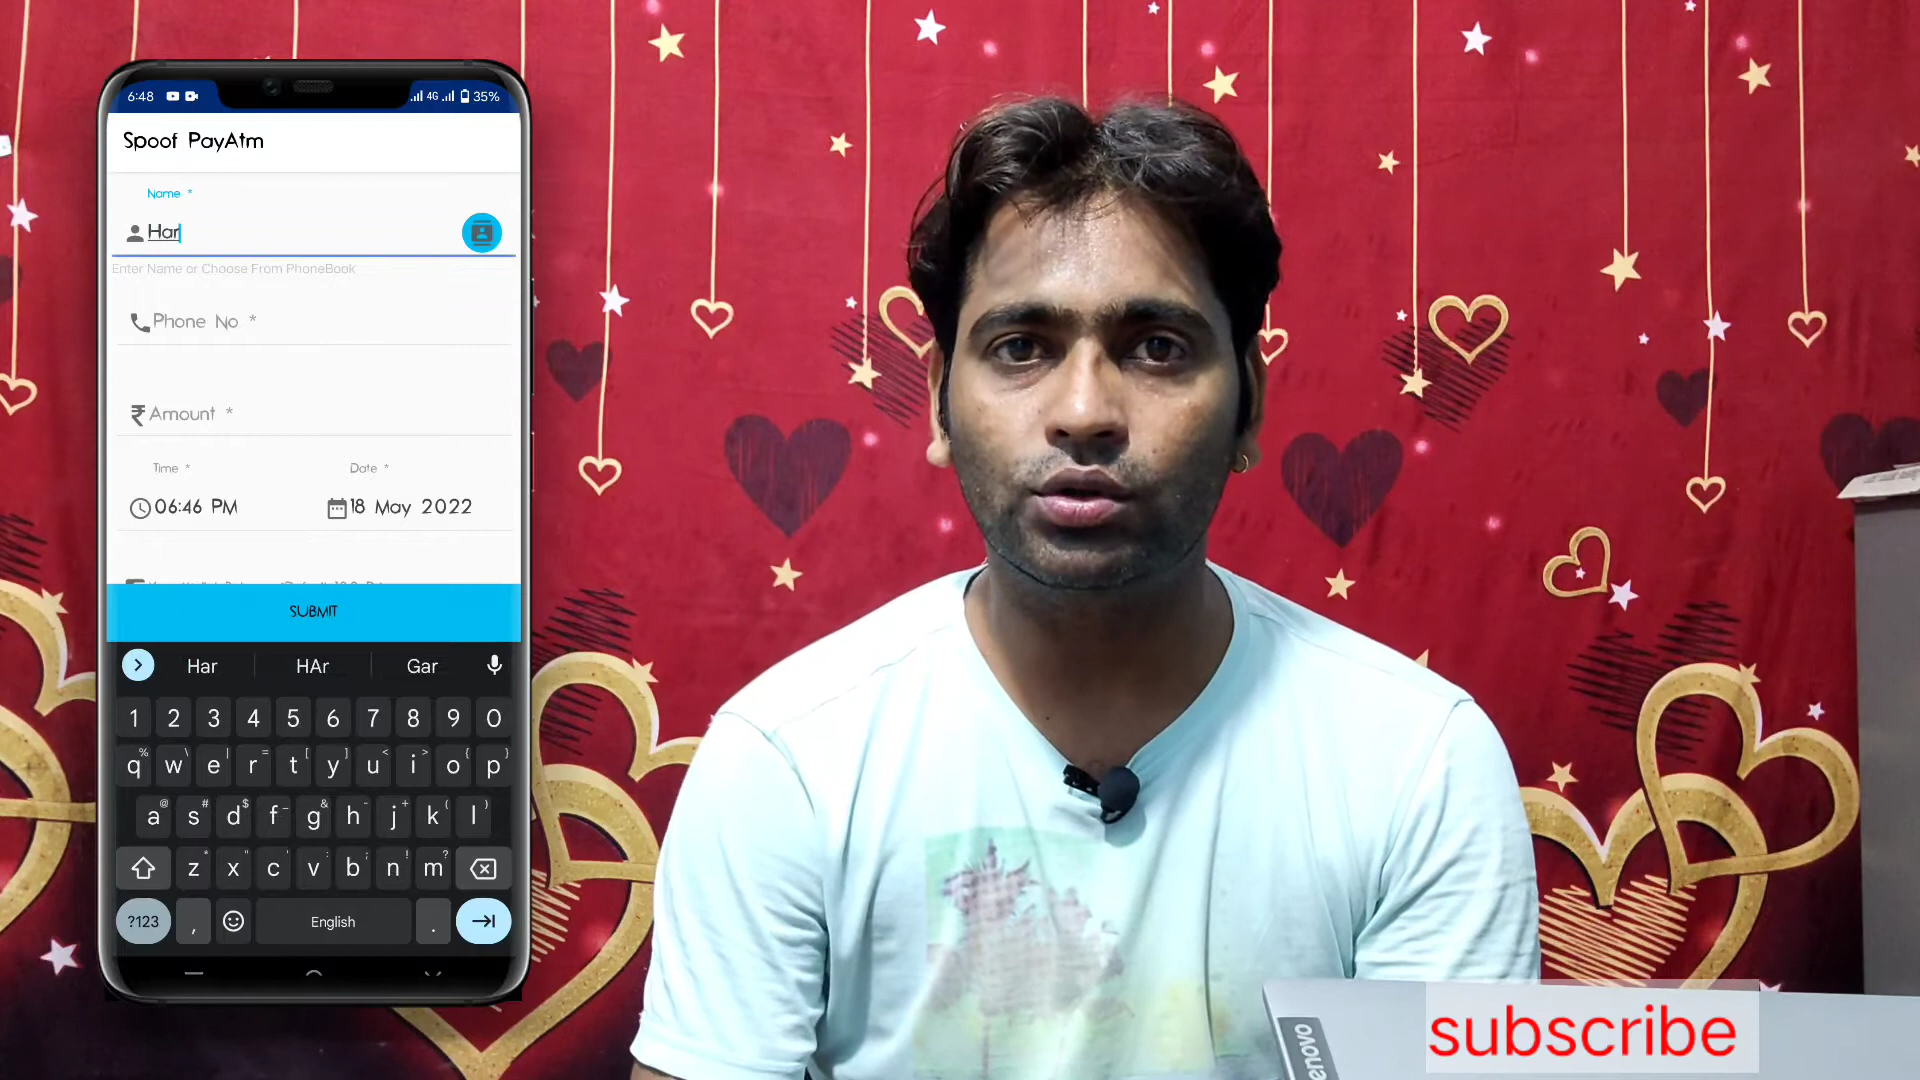 6:48 4G 35%
Spoof PayAtm
Name *
Har
Enter Name or Choose From PhoneBook
Phone No *
₹ Amount *
Time * Date *
06:46 PM 18 May 2022
SUBMIT
Har HAr Gar
1 2 3 4 5 6 7 8 9 0
% \ | = [ ] < > { }
q w e r t y u i o p
@ # $ _ & - + ( )
a s d f g h j k l
* " ' : ; ! ?
z x c v b n m
?123 , English .
enovo
subscribe